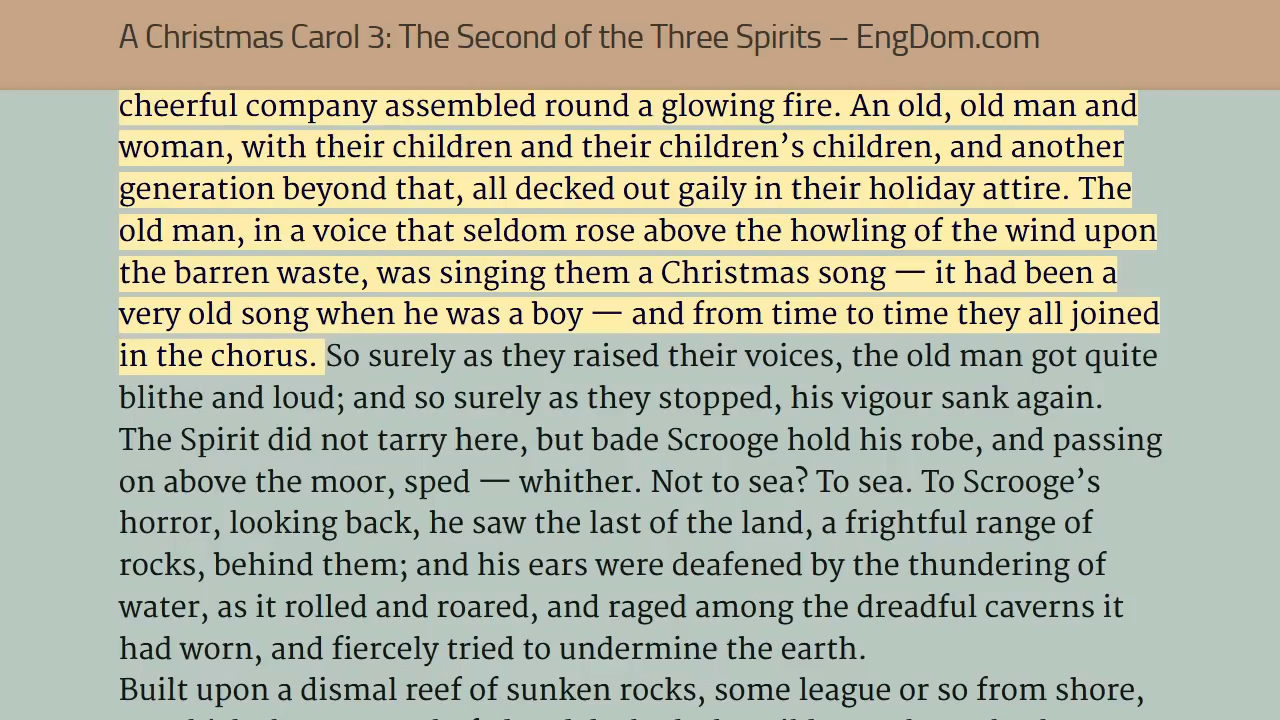 A Christmas Carol 3: The Second of the Three Spirits – EngDom.com
cheerful company assembled round a glowing fire. An old, old man and
woman, with their children and their children’s children, and another
generation beyond that, all decked out gaily in their holiday attire. The
old man, in a voice that seldom rose above the howling of the wind upon
the barren waste, was singing them a Christmas song — it had been a
very old song when he was a boy — and from time to time they all joined
in the chorus. So surely as they raised their voices, the old man got quite
blithe and loud; and so surely as they stopped, his vigour sank again.
The Spirit did not tarry here, but bade Scrooge hold his robe, and passing
on above the moor, sped — whither. Not to sea? To sea. To Scrooge’s
horror, looking back, he saw the last of the land, a frightful range of
rocks, behind them; and his ears were deafened by the thundering of
water, as it rolled and roared, and raged among the dreadful caverns it
had worn, and fiercely tried to undermine the earth.
Built upon a dismal reef of sunken rocks, some league or so from shore,